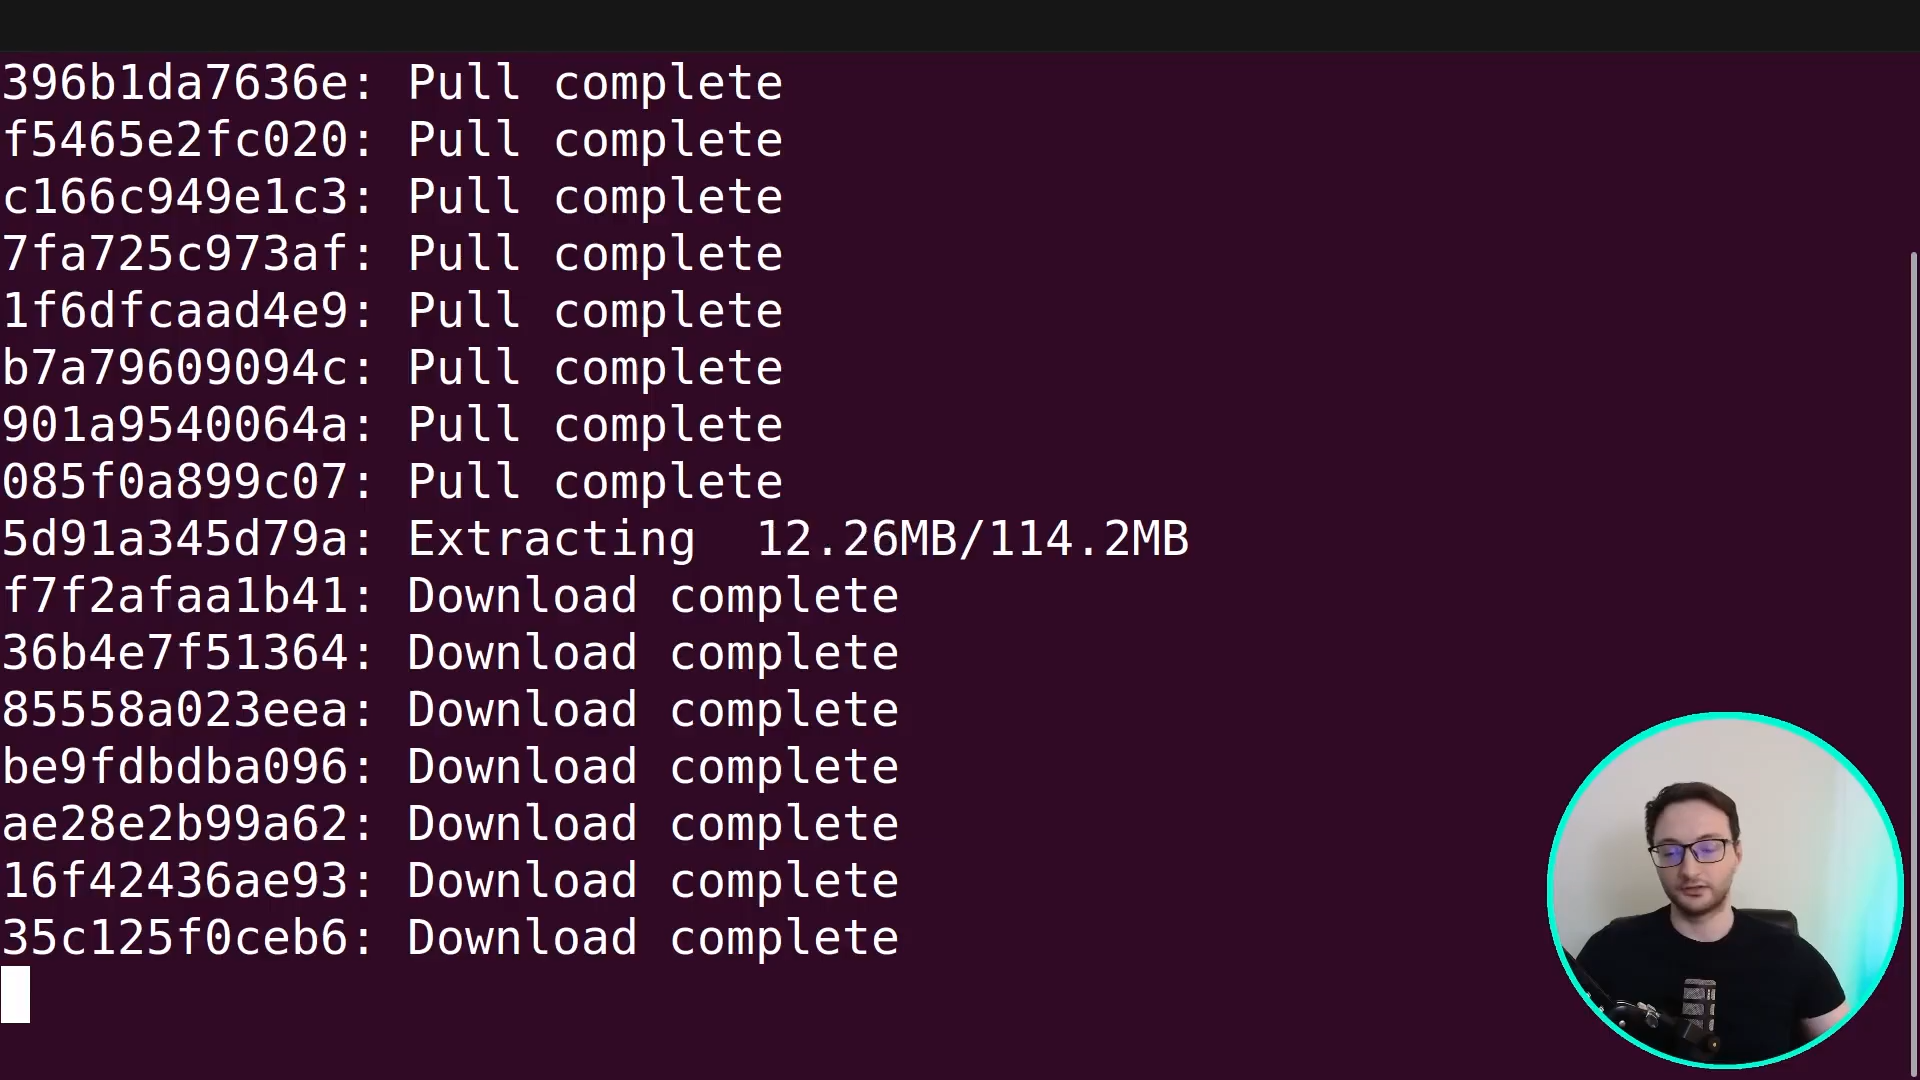 396b1da7636e: Pull complete
f5465e2fc020: Pull complete
c166c949e1c3: Pull complete
7fa725c973af: Pull complete
1f6dfcaad4e9: Pull complete
b7a79609094c: Pull complete
901a9540064a: Pull complete
085f0a899c07: Pull complete
5d91a345d79a: Extracting  12.26MB/114.2MB
f7f2afaa1b41: Download complete
36b4e7f51364: Download complete
85558a023eea: Download complete
be9fdbdba096: Download complete
ae28e2b99a62: Download complete
16f42436ae93: Download complete
35c125f0ceb6: Download complete